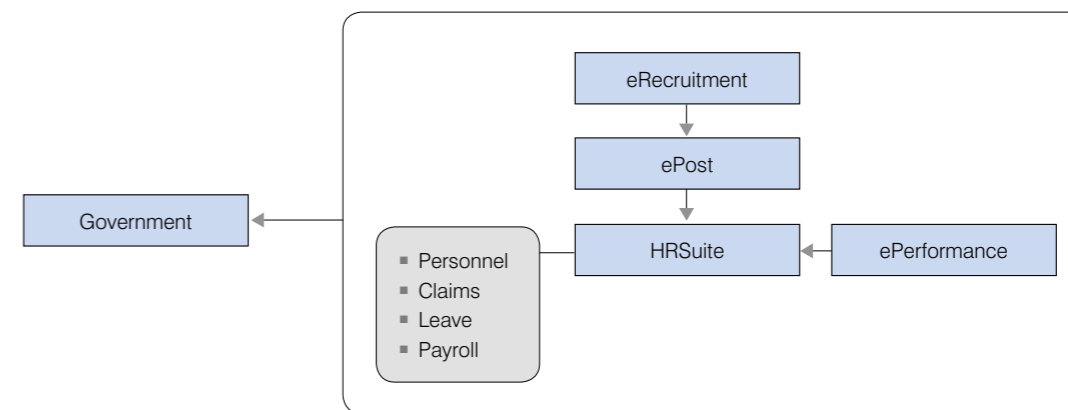 eRecruitment
ePost
Government
HRSuite
ePerformance
Personnel
Claims
Leave
Payroll